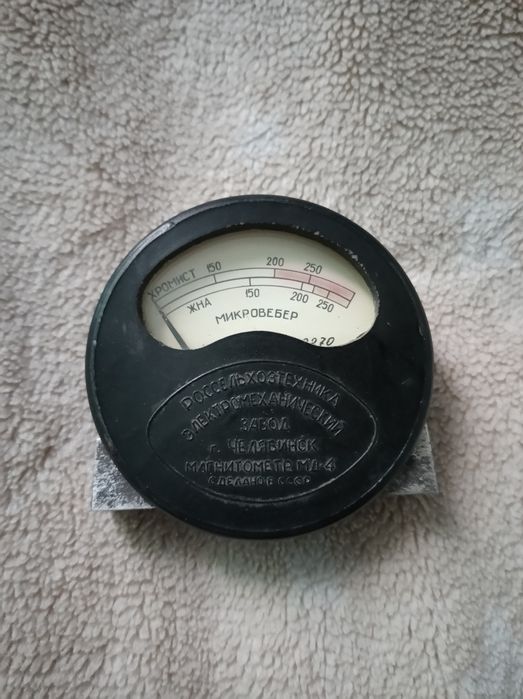 ХРОМИСТ 150 200 250
ЖНА 150 200 250
МИКРОВЕБЕР
РОССЕЛЬХОЗТЕХНИКА
ЭЛЕКТРОМЕХАНИЧЕСКИЙ
ЗАВОД
г. ЧЕЛЯБИНСК
МАГНИТОМЕТР МД-4
СДЕЛАНО В СССР